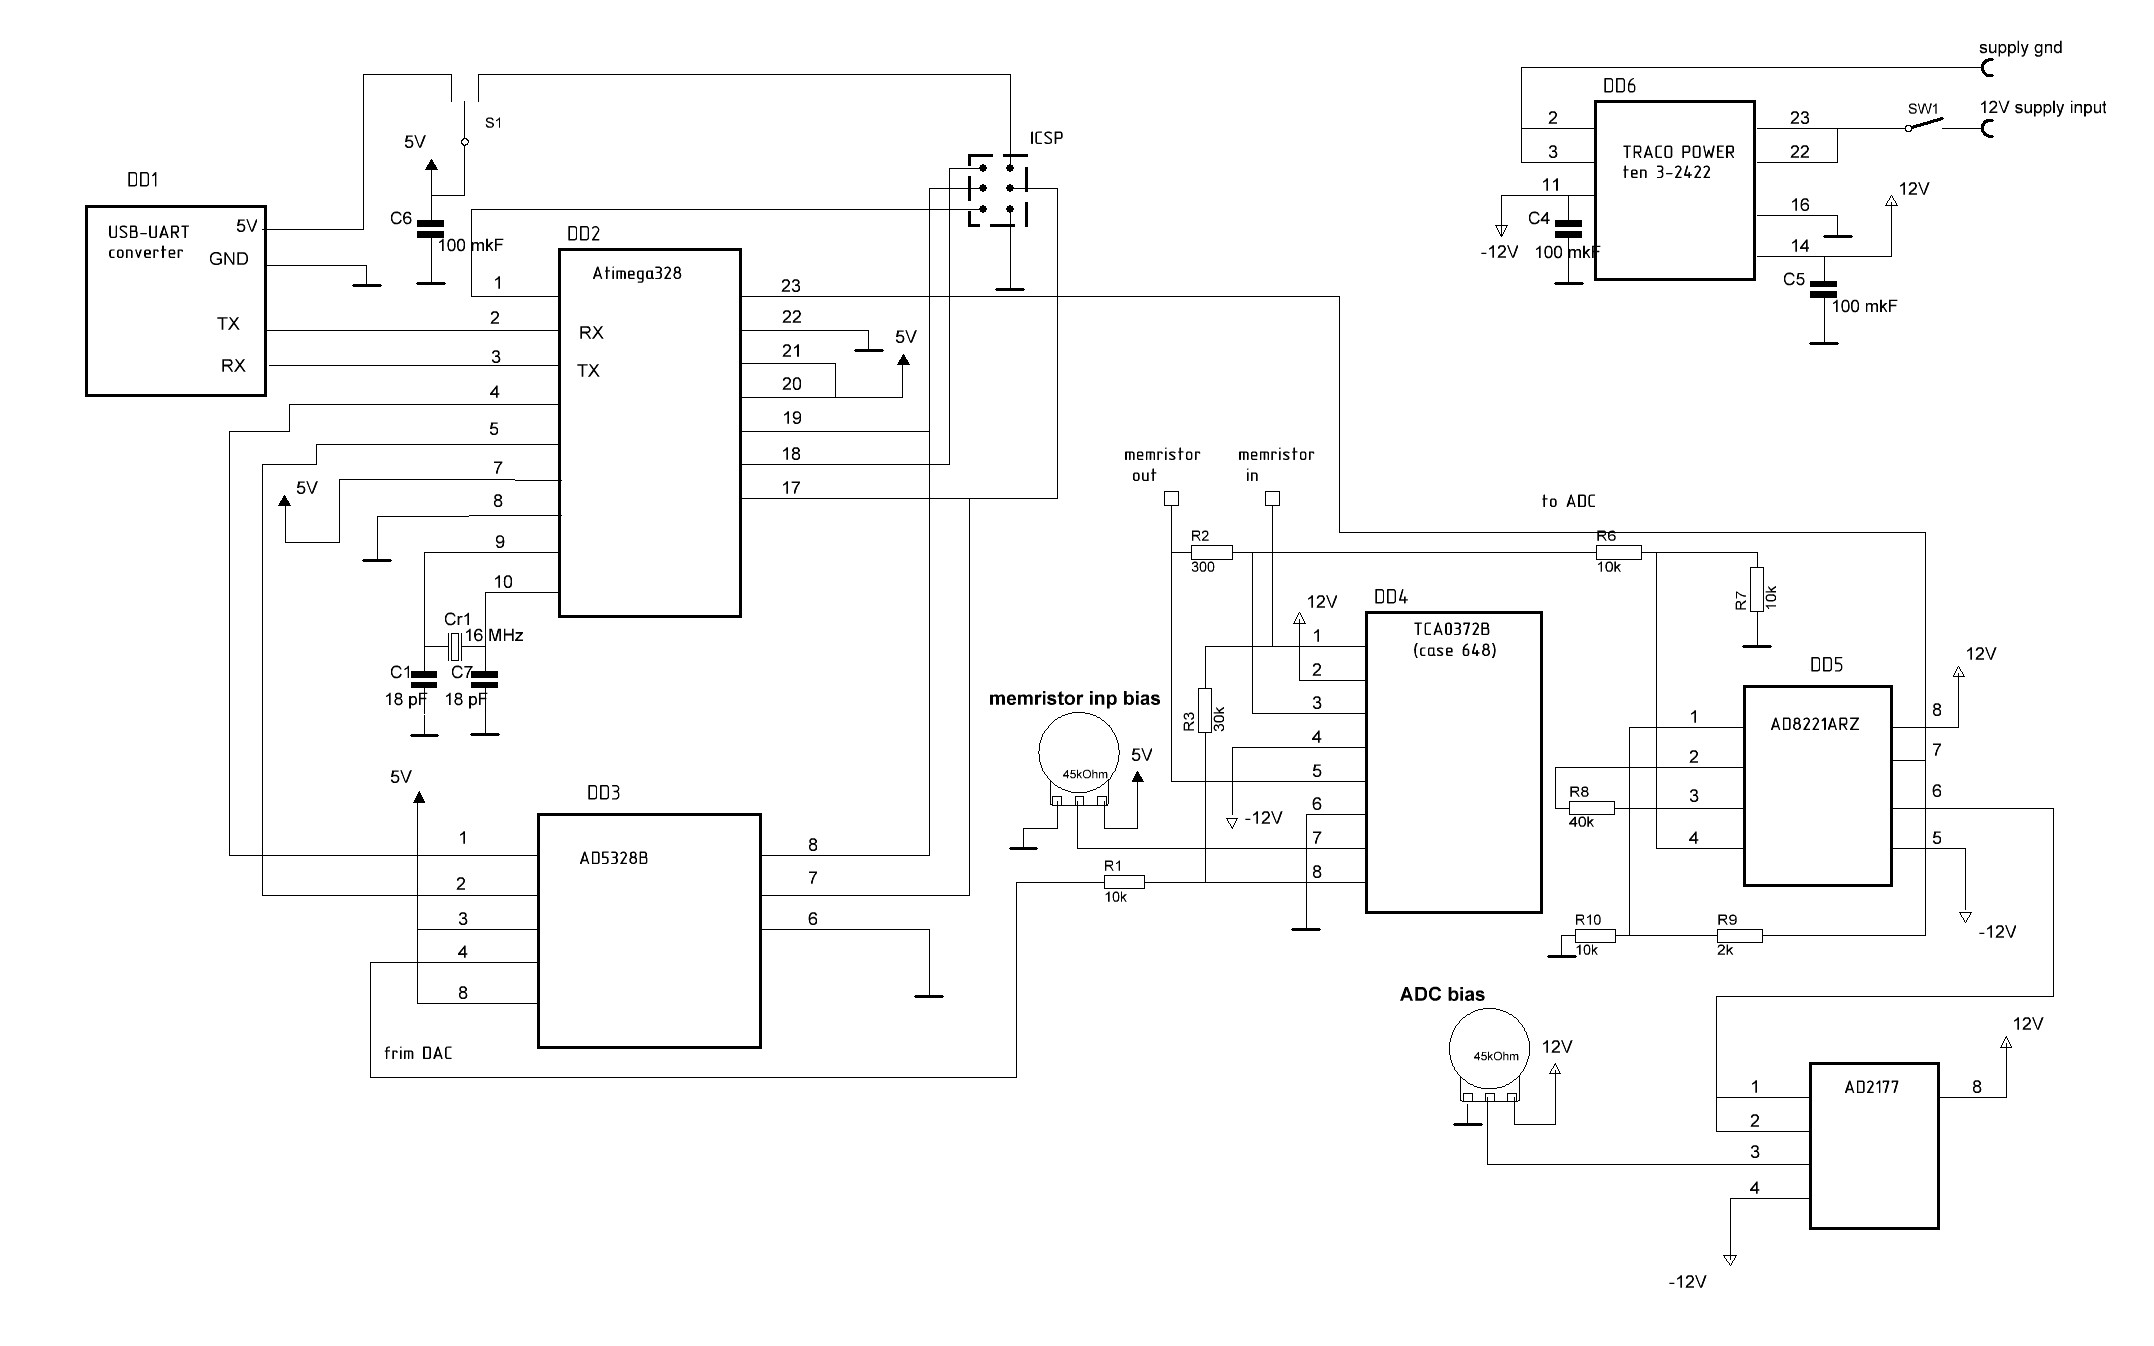 supply gnd
DD6
SW1
12V supply input
2
3
11
TRACO POWER
ten 3-2422
23
22
16
14
12V
-12V
C4
100 mkF
C5
100 mkF
S1
5V
ICSP
DD1
USB-UART
converter
5V
GND
TX
RX
C6
100 mkF
DD2
Atimega328
RX
TX
1
2
3
4
5
7
8
9
10
23
22
21
20
19
18
17
5V
5V
Cr1
16 MHz
C1
18 pF
C7
18 pF
memristor
out
memristor
in
to ADC
R2
300
R6
10k
R7
10k
DD4
TCA0372B
(case 648)
12V
1
2
3
4
5
6
7
8
R3
30k
-12V
memristor inp bias
45kOhm
5V
R1
10k
DD5
AD8221ARZ
12V
1
2
3
4
8
7
6
5
R8
40k
R10
10k
R9
2k
-12V
5V
DD3
AD5328B
1
2
3
4
8
8
7
6
frim DAC
ADC bias
45kOhm
12V
12V
AD2177
1
2
3
4
8
-12V